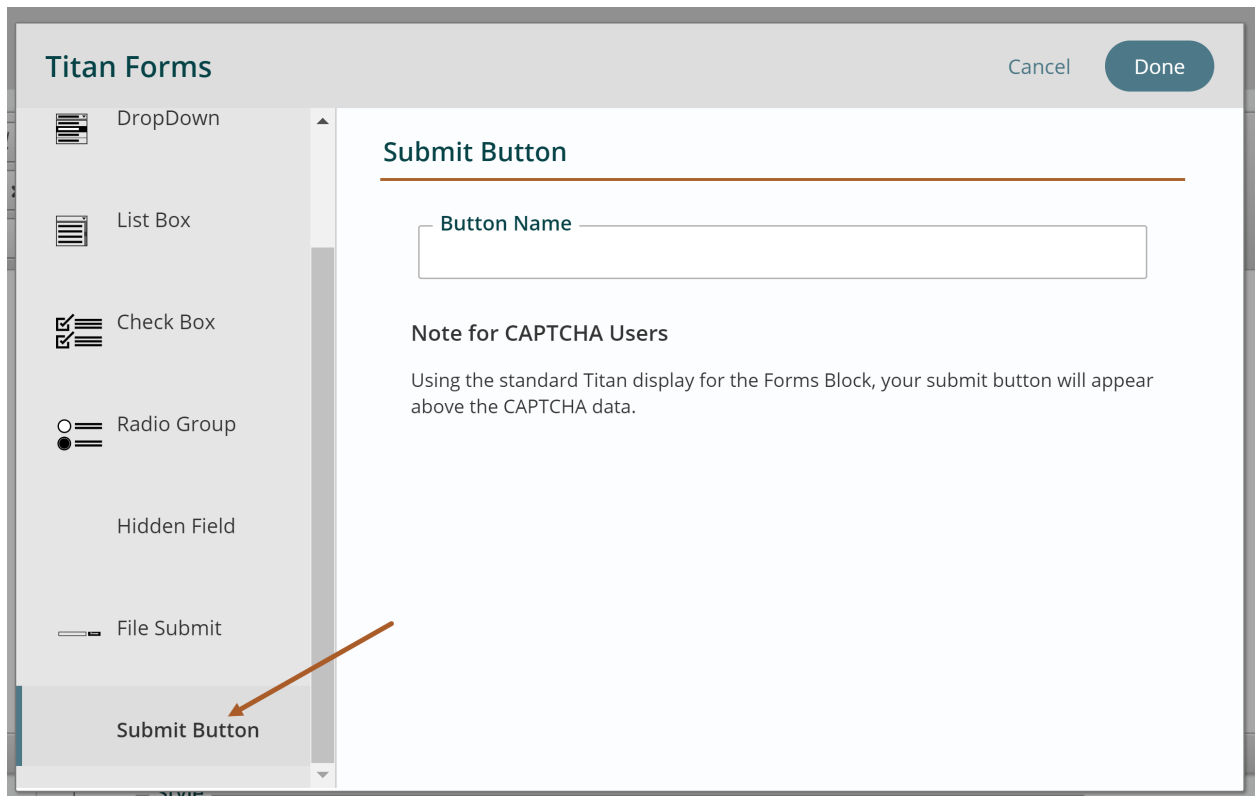 Titan Forms
Cancel
Done
DropDown
List Box
Check Box
Radio Group
Hidden Field
File Submit
Submit Button
Submit Button
Button Name
Note for CAPTCHA Users
Using the standard Titan display for the Forms Block, your submit button will appear
above the CAPTCHA data.
Style